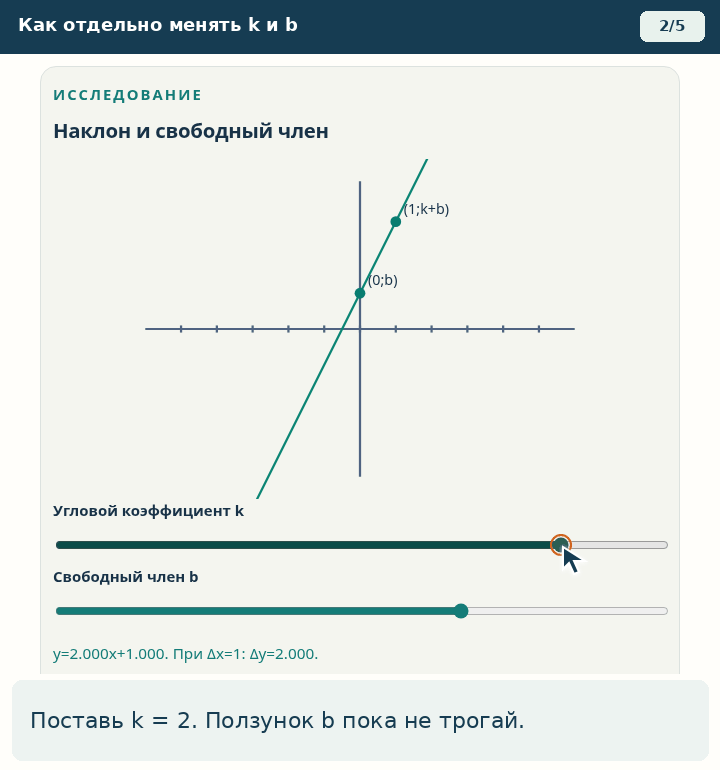 Как отдельно менять k и b
2/5
ИССЛЕДОВАНИЕ
Наклон и свободный член
(1;k+b)
(0;b)
Угловой коэффициент k
Свободный член b
y=2.000x+1.000. При Δx=1: Δy=2.000.
Поставь k = 2. Ползунок b пока не трогай.